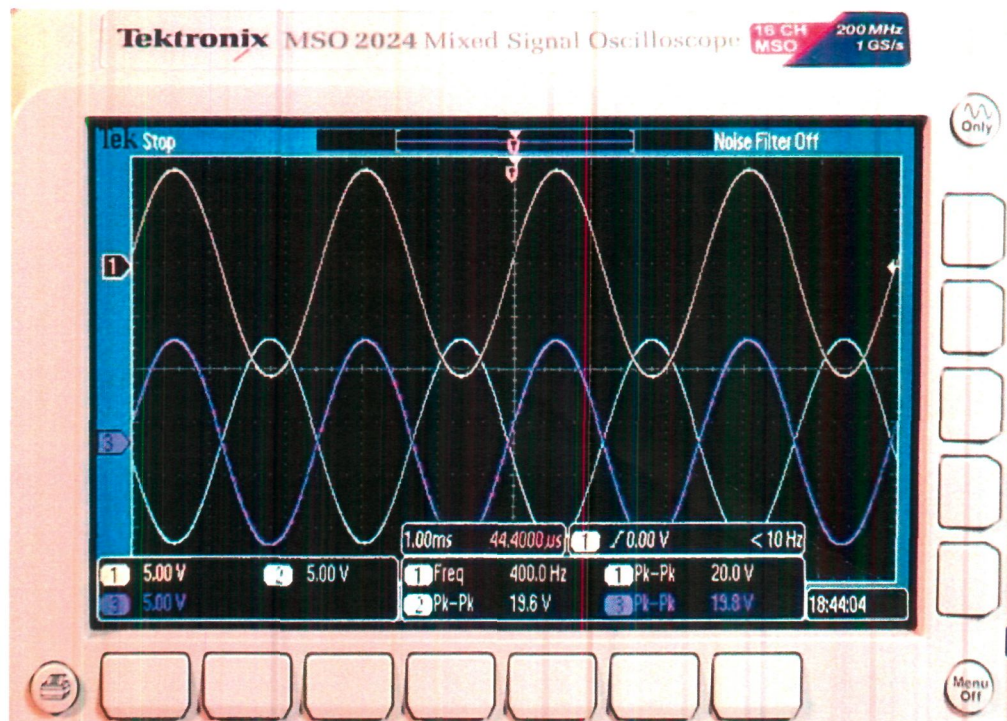 Tektronix MSO 2024 Mixed Signal Oscilloscope 16 CH MSO 200 MHz 1 GS/s
Only
Tek Stop Noise Filter Off
T
T
1
3
1.00ms 44.4000µs 1 0.00 V < 10 Hz
1 5.00 V 2 5.00 V
3 5.00 V
1 Freq 400.0 Hz 1 Pk-Pk 20.0 V
2 Pk-Pk 19.6 V 3 Pk-Pk 19.8 V
18:44:04
Menu Off